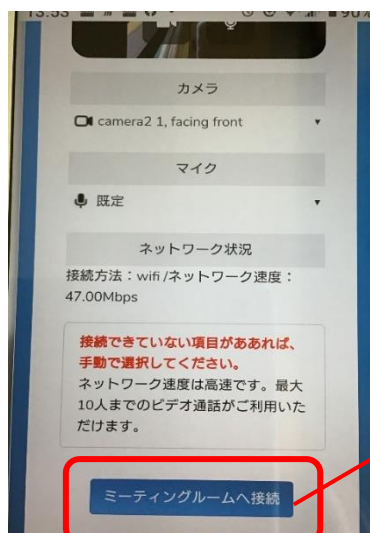 13:53
90%
カメラ
camera2 1, facing front
マイク
既定
ネットワーク状況
接続方法：wifi /ネットワーク速度：
47.00Mbps
接続できていない項目がああれば、
手動で選択してください。
ネットワーク速度は高速です。最大
10人までのビデオ通話がご利用いた
だけます。
ミーティングルームへ接続